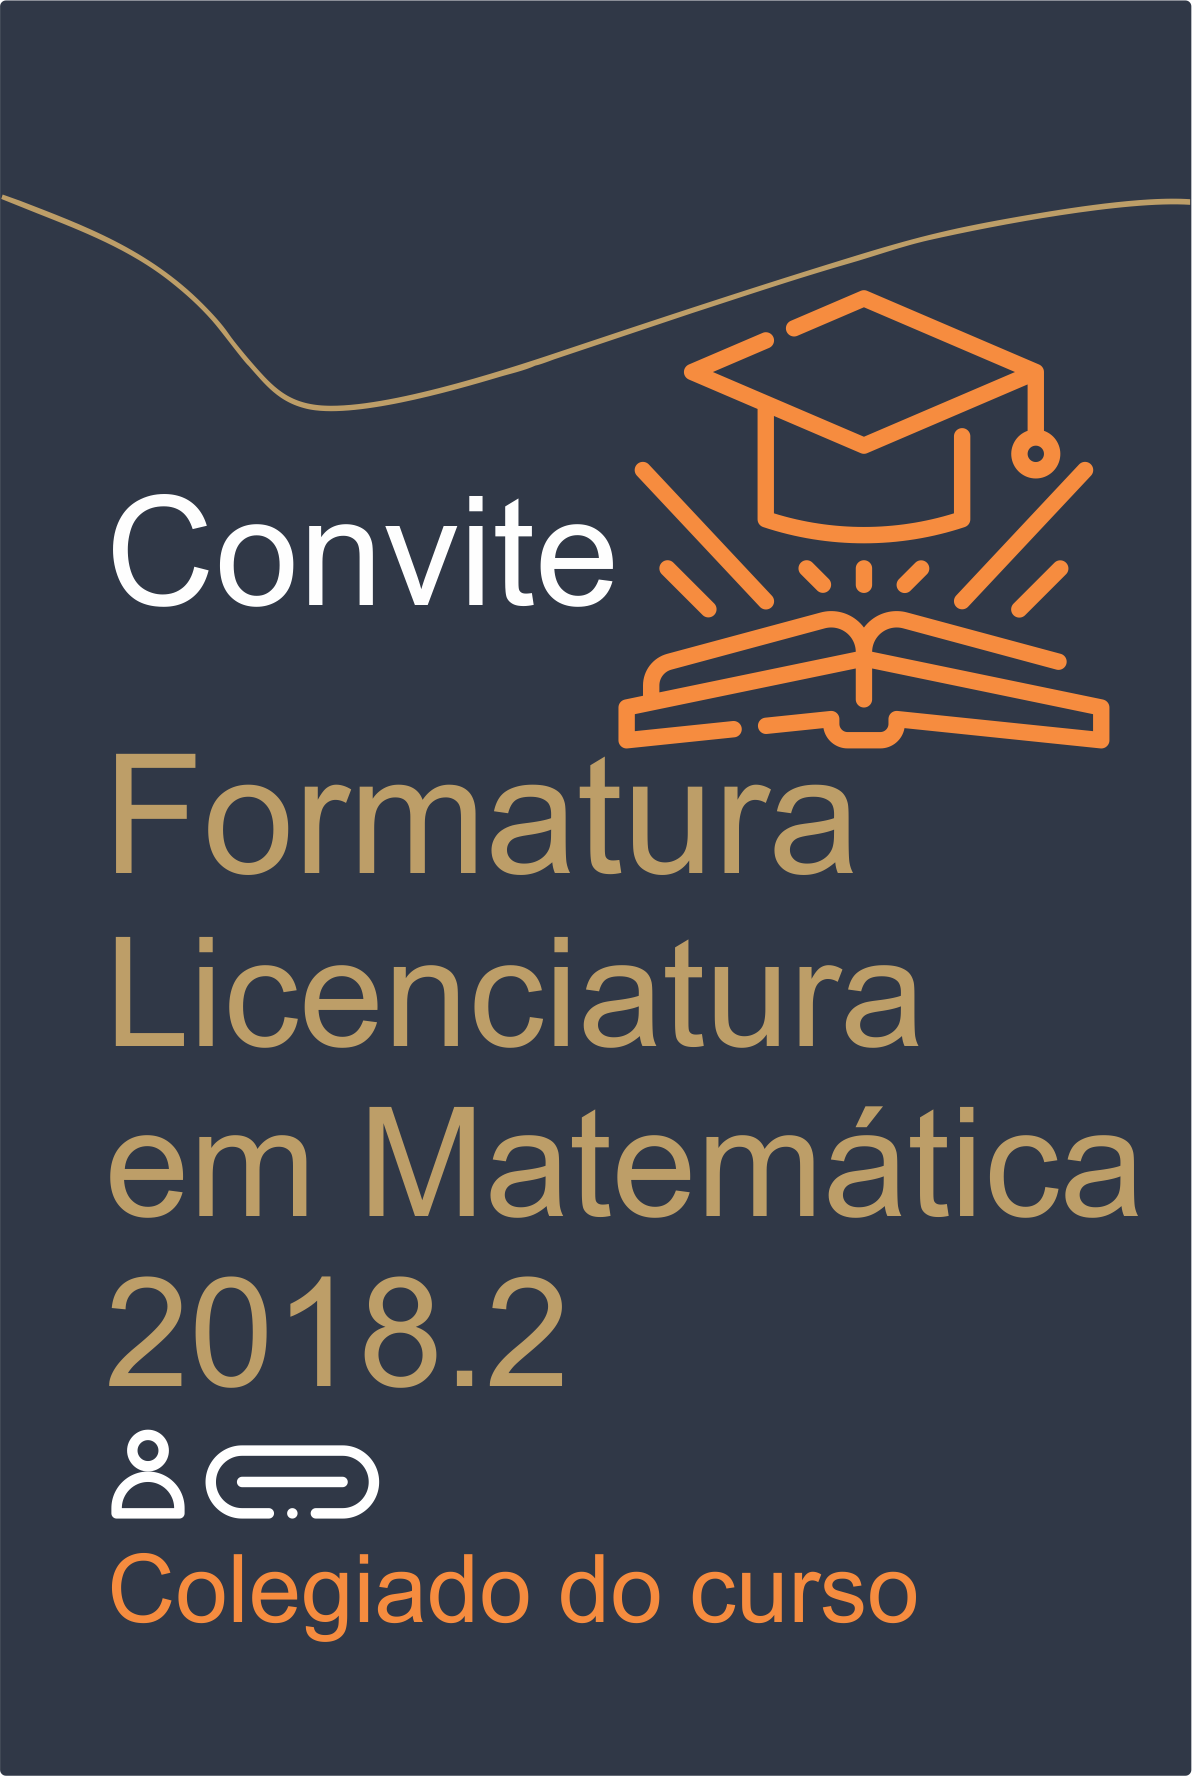 Convite
Formatura
Licenciatura
em Matemática
2018.2
Colegiado do curso